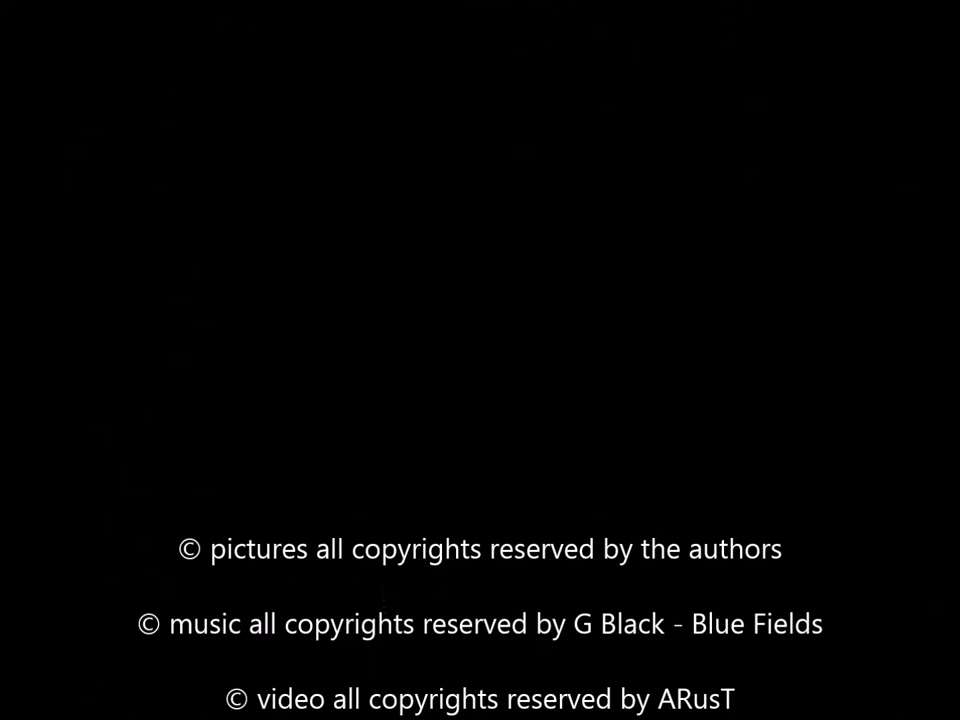 © pictures all copyrights reserved by the authors
© music all copyrights reserved by G Black - Blue Fields
© video all copyrights reserved by ARusT